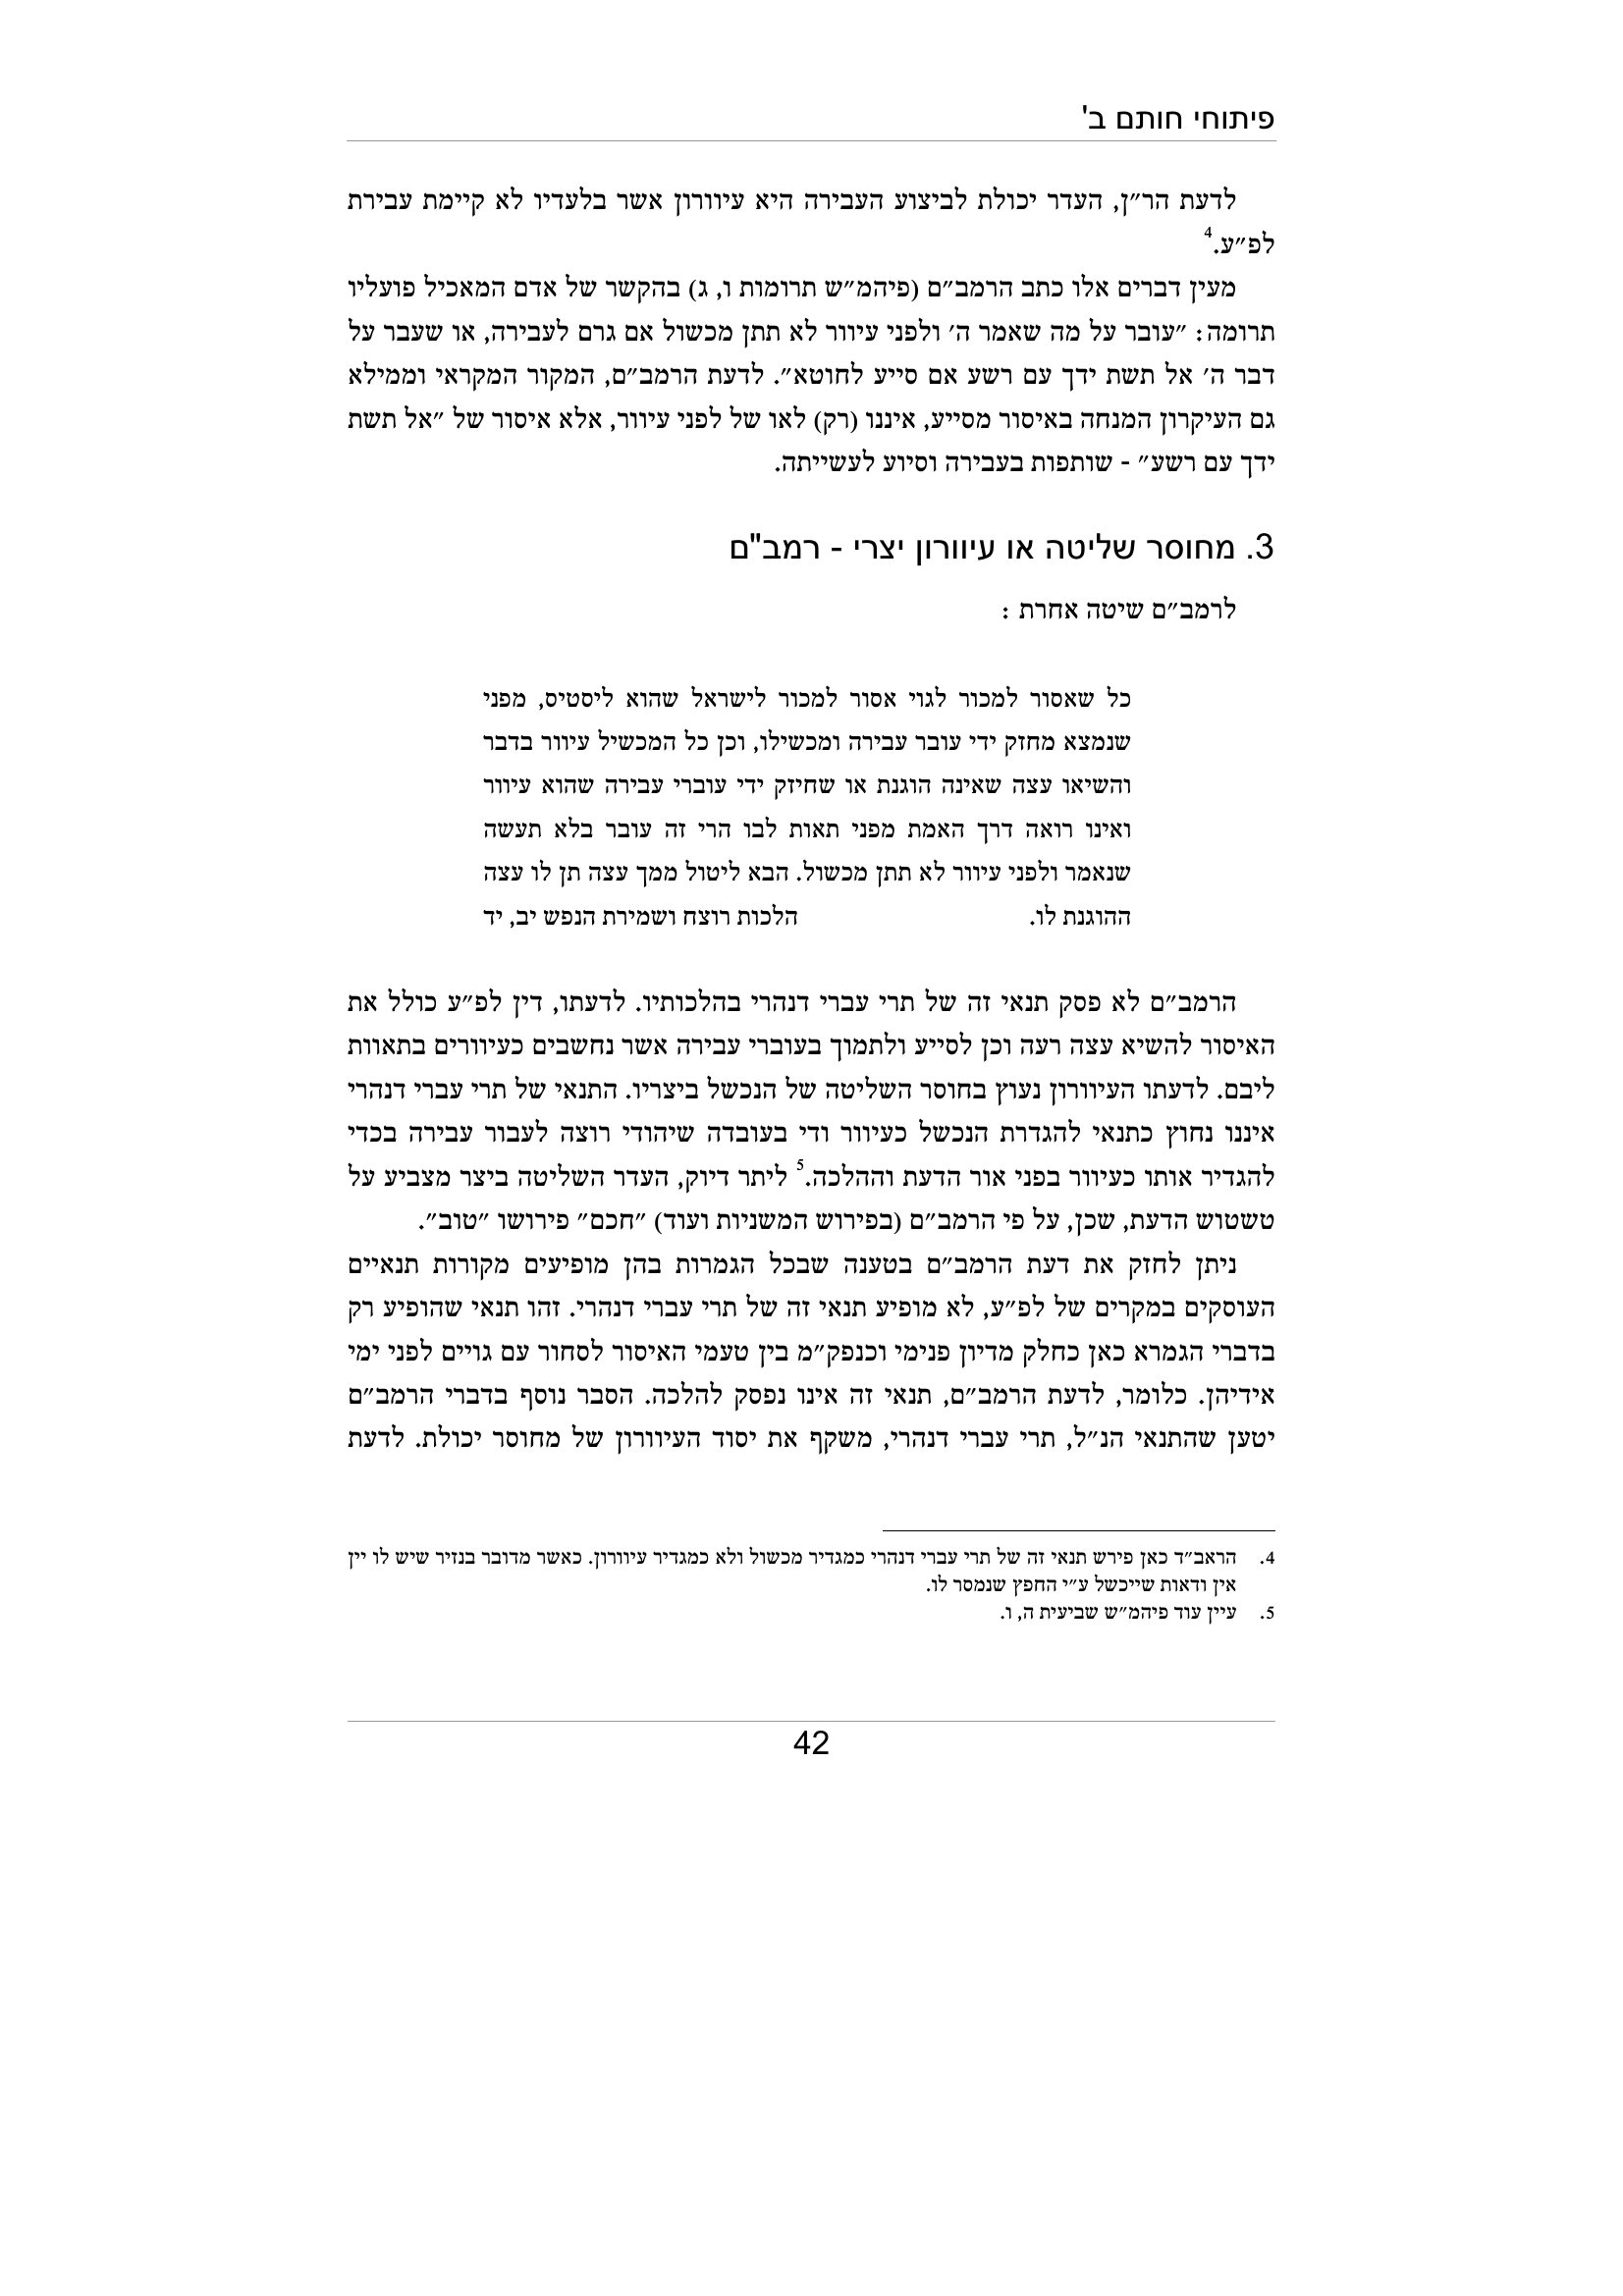 פיתוחי חותם ב'
לדעת הר״ן, העדר יכולת לביצוע העבירה היא עיוורון אשר בלעדיו לא קיימת עבירת
לפ״ע.4
מעין דברים אלו כתב הרמב״ם (פיהמ״ש תרומות ו, ג) בהקשר של אדם המאכיל פועליו
תרומה: ״עובר על מה שאמר ה׳ ולפני עיוור לא תתן מכשול אם גרם לעבירה, או שעבר על
דבר ה׳ אל תשת ידך עם רשע אם סייע לחוטא״. לדעת הרמב״ם, המקור המקראי וממילא
גם העיקרון המנחה באיסור מסייע, איננו (רק) לאו של לפני עיוור, אלא איסור של ״אל תשת
ידך עם רשע״ - שותפות בעבירה וסיוע לעשייתה.
3. מחוסר שליטה או עיוורון יצרי - רמב"ם
לרמב״ם שיטה אחרת :
כל שאסור למכור לגוי אסור למכור לישראל שהוא ליסטיס, מפני
שנמצא מחזק ידי עובר עבירה ומכשילו, וכן כל המכשיל עיוור בדבר
והשיאו עצה שאינה הוגנת או שחיזק ידי עוברי עבירה שהוא עיוור
ואינו רואה דרך האמת מפני תאות לבו הרי זה עובר בלא תעשה
שנאמר ולפני עיוור לא תתן מכשול. הבא ליטול ממך עצה תן לו עצה
ההוגנת לו. הלכות רוצח ושמירת הנפש יב, יד
הרמב״ם לא פסק תנאי זה של תרי עברי דנהרי בהלכותיו. לדעתו, דין לפ״ע כולל את
האיסור להשיא עצה רעה וכן לסייע ולתמוך בעוברי עבירה אשר נחשבים כעיוורים בתאוות
ליבם. לדעתו העיוורון נעוץ בחוסר השליטה של הנכשל ביצריו. התנאי של תרי עברי דנהרי
איננו נחוץ כתנאי להגדרת הנכשל כעיוור ודי בעובדה שיהודי רוצה לעבור עבירה בכדי
להגדיר אותו כעיוור בפני אור הדעת וההלכה.5 ליתר דיוק, העדר השליטה ביצר מצביע על
טשטוש הדעת, שכן, על פי הרמב״ם (בפירוש המשניות ועוד) ״חכם״ פירושו ״טוב״.
ניתן לחזק את דעת הרמב״ם בטענה שבכל הגמרות בהן מופיעים מקורות תנאיים
העוסקים במקרים של לפ״ע, לא מופיע תנאי זה של תרי עברי דנהרי. זהו תנאי שהופיע רק
בדברי הגמרא כאן כחלק מדיון פנימי וכנפק״מ בין טעמי האיסור לסחור עם גויים לפני ימי
אידיהן. כלומר, לדעת הרמב״ם, תנאי זה אינו נפסק להלכה. הסבר נוסף בדברי הרמב״ם
יטען שהתנאי הנ״ל, תרי עברי דנהרי, משקף את יסוד העיוורון של מחוסר יכולת. לדעת
4. הראב״ד כאן פירש תנאי זה של תרי עברי דנהרי כמגדיר מכשול ולא כמגדיר עיוורון. כאשר מדובר בנזיר שיש לו יין
אין ודאות שייכשל ע״י החפץ שנמסר לו.
5. עיין עוד פיהמ״ש שביעית ה, ו.
42